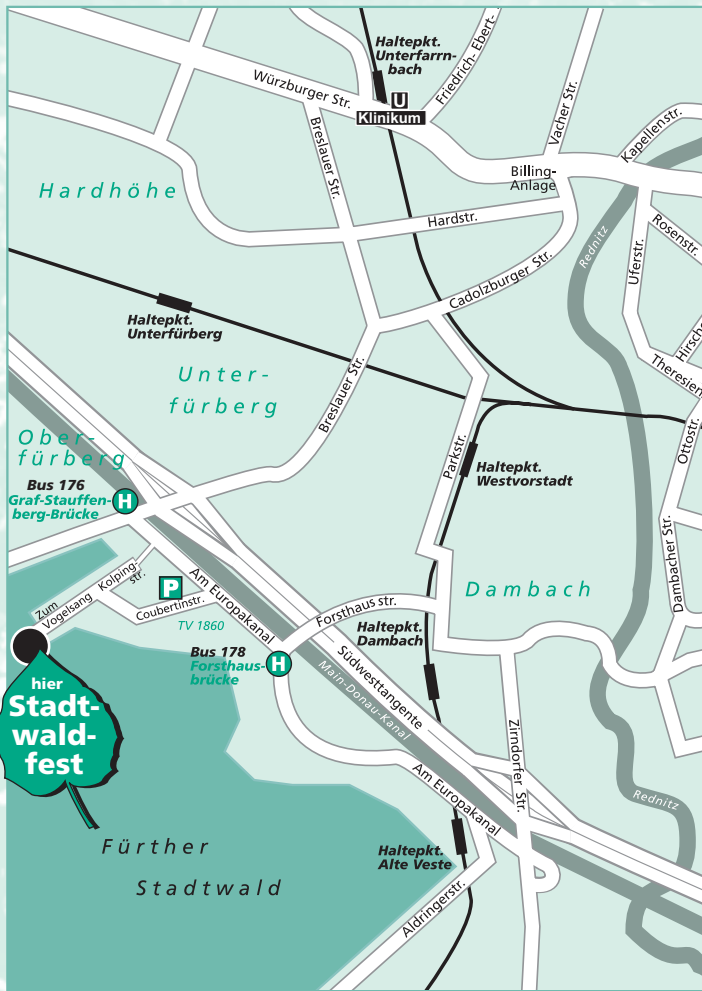 Haltepkt.
Unterfarrn-
bach
Friedrich-Ebert-
Würzburger Str.
U
Klinikum
Vacher Str.
Kapellenstr.
Breslauer Str.
Billing-
Anlage
Hardhöhe
Hardstr.
Rednitz
Rosenstr.
Uferstr.
Cadolzburger Str.
Haltepkt.
Unterfürberg
Hirsche
Theresien
Unter-
fürberg
Breslauer Str.
Ober-
fürberg
Parkstr.
Ottostr.
Haltepkt.
Westvorstadt
Bus 176
Graf-Stauffen-
berg-Brücke
H
Dambacher Str.
Zum
Vogelsang
Kolping-
str.
P
Coubertinstr.
Am Europakanal
Dambach
Forsthaus str.
TV 1860
Haltepkt.
Dambach
Bus 178
Forsthaus-
brücke
H
Südwesttangente
Main-Donau-Kanal
hier
Stadt-
wald-
fest
Zirndorfer Str.
Am Europakanal
Rednitz
Fürther
Stadtwald
Haltepkt.
Alte Veste
Aldringerstr.